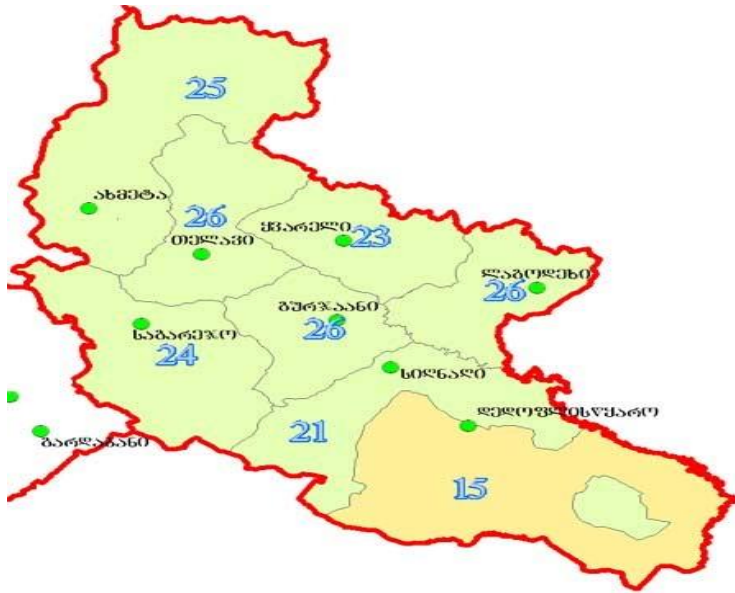 25
ახმეტა
26
თელავი
ყვარელი
23
ლაგოდეხი
26
გურჯაანი
26
საგარეჯო
24
სიღნაღი
21
დედოფლისწყარო
გარდაბანი
15